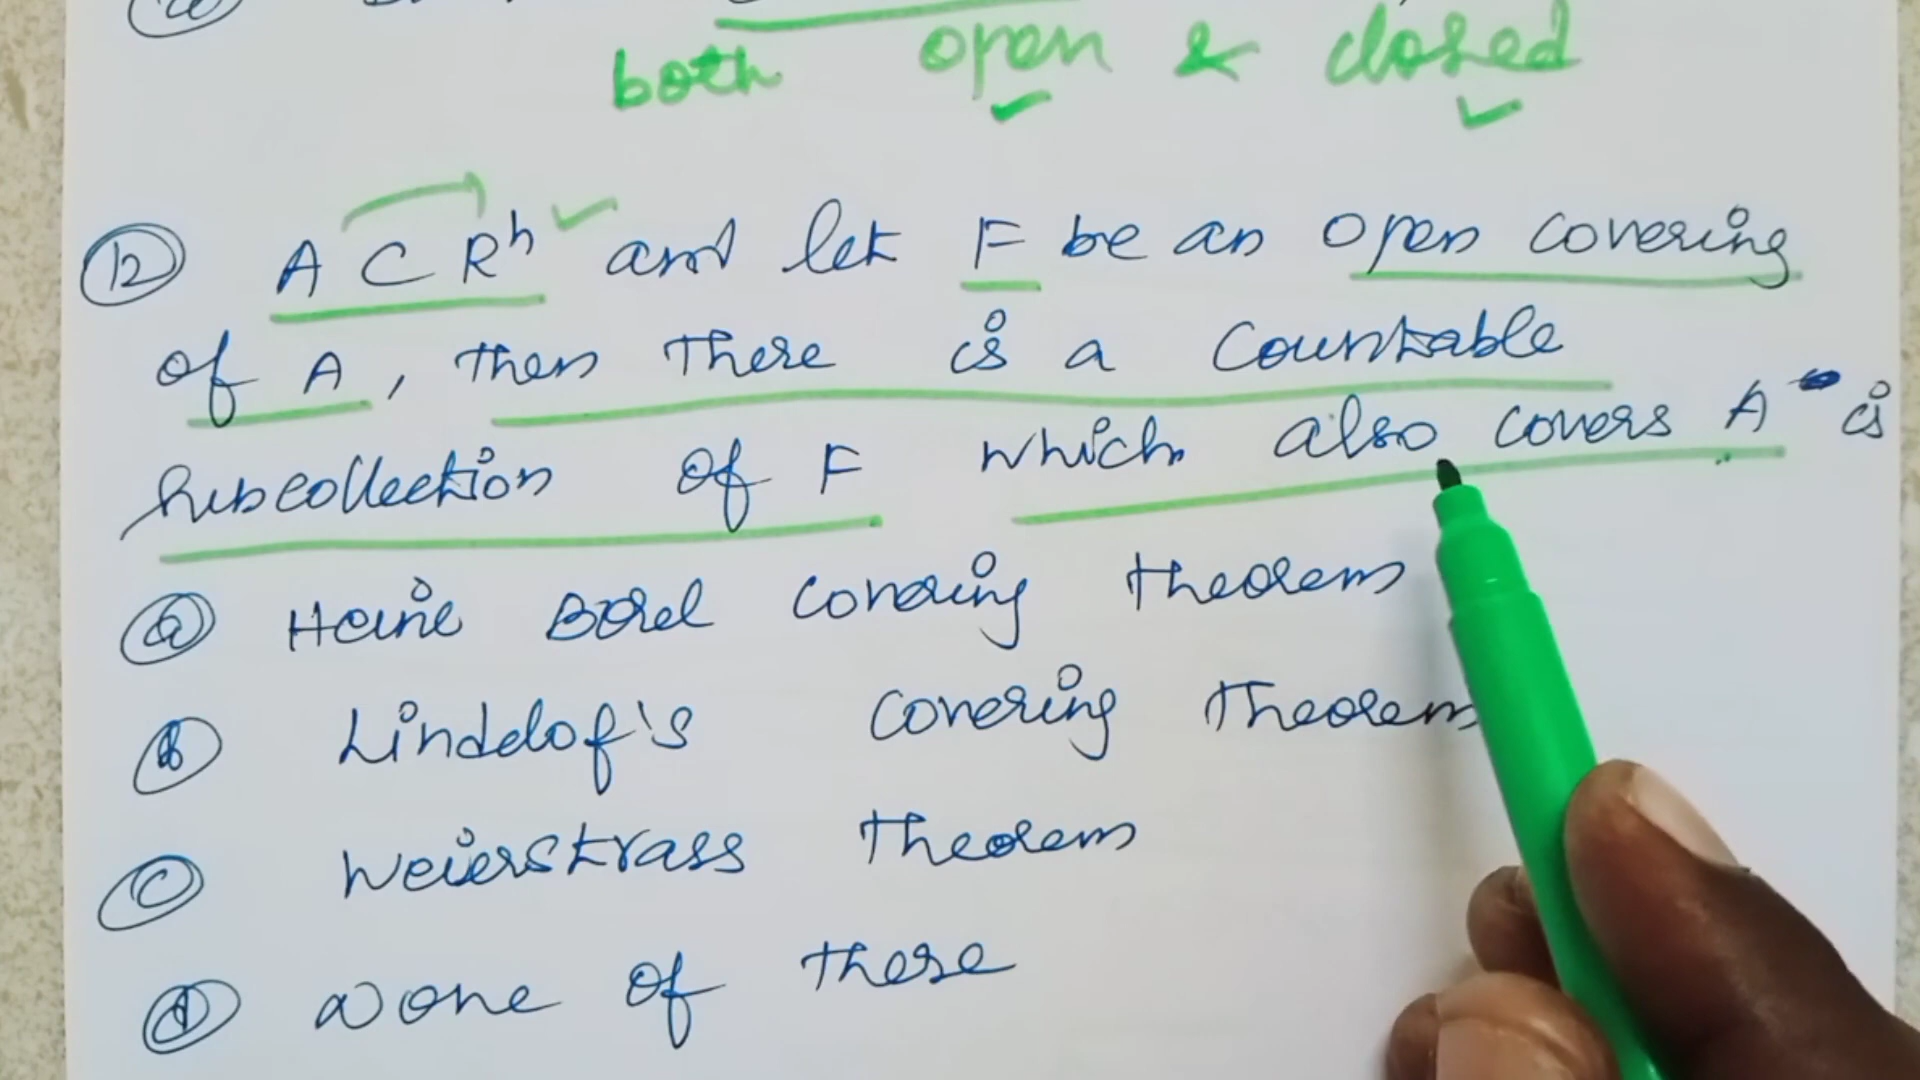 both open & closed
12 A C Rh and let F be an open covering
of A, then there is a Countable
Subcollection of F which also covers A is
a Heine Borel covering theorem
b Lindelof's covering Theorem
c Weierstrass Theorem
d None of these